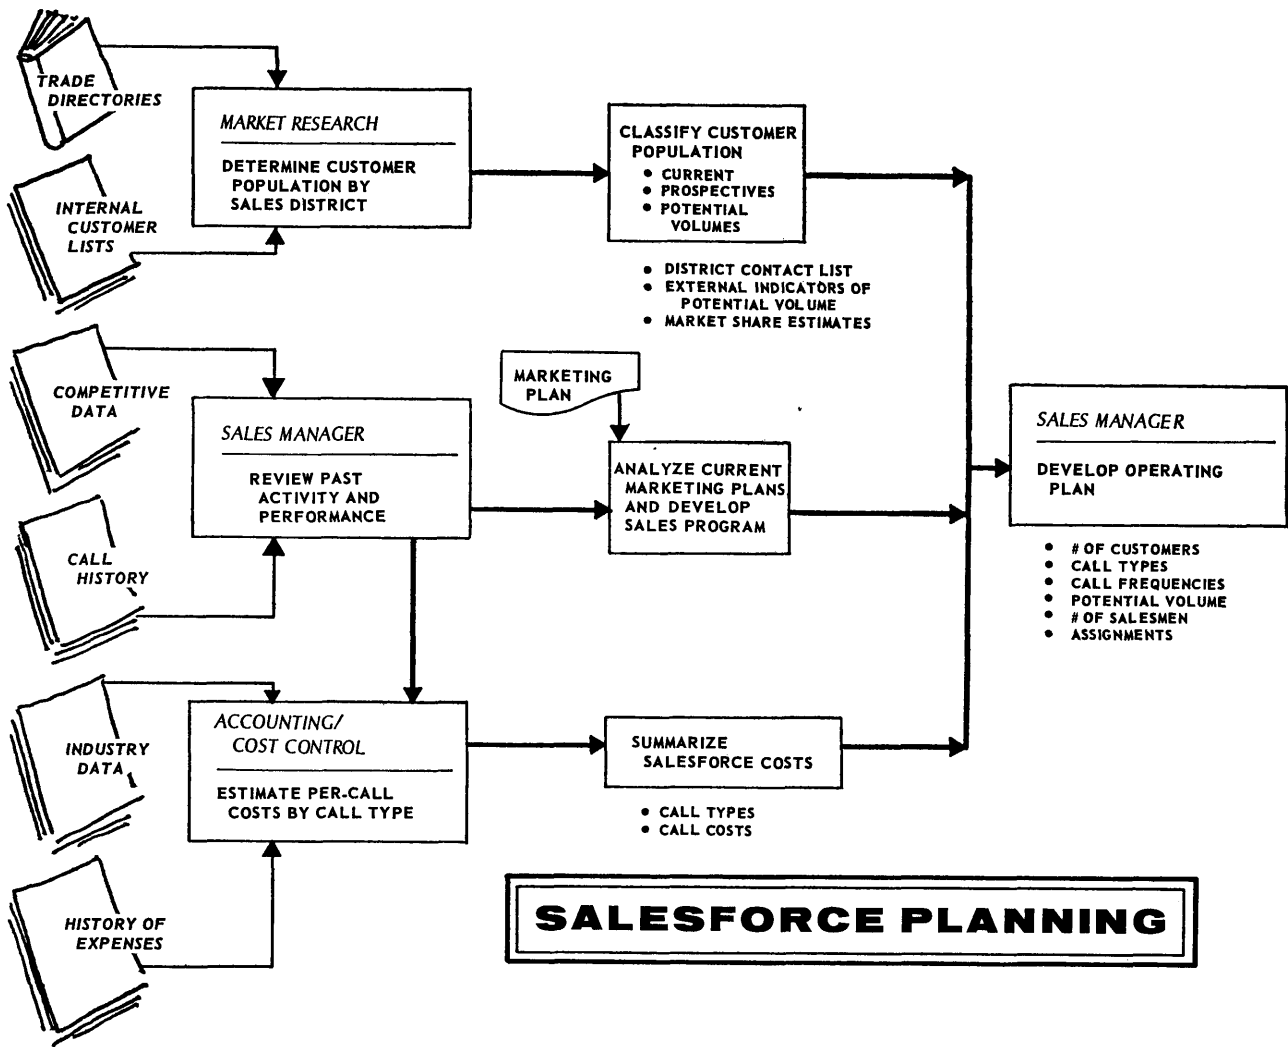 TRADE
DIRECTORIES
MARKET RESEARCH
DETERMINE CUSTOMER
POPULATION BY
SALES DISTRICT
INTERNAL
CUSTOMER
LISTS
CLASSIFY CUSTOMER
POPULATION
• CURRENT
• PROSPECTIVES
• POTENTIAL
VOLUMES
• DISTRICT CONTACT LIST
• EXTERNAL INDICATORS OF
POTENTIAL VOLUME
• MARKET SHARE ESTIMATES
COMPETITIVE
DATA
SALES MANAGER
REVIEW PAST
ACTIVITY AND
PERFORMANCE
CALL
HISTORY
MARKETING
PLAN
ANALYZE CURRENT
MARKETING PLANS
AND DEVELOP
SALES PROGRAM
SALES MANAGER
DEVELOP OPERATING
PLAN
• # OF CUSTOMERS
• CALL TYPES
• CALL FREQUENCIES
• POTENTIAL VOLUME
• # OF SALESMEN
• ASSIGNMENTS
INDUSTRY
DATA
ACCOUNTING/
COST CONTROL
ESTIMATE PER-CALL
COSTS BY CALL TYPE
HISTORY OF
EXPENSES
SUMMARIZE
SALESFORCE COSTS
• CALL TYPES
• CALL COSTS
SALESFORCE PLANNING